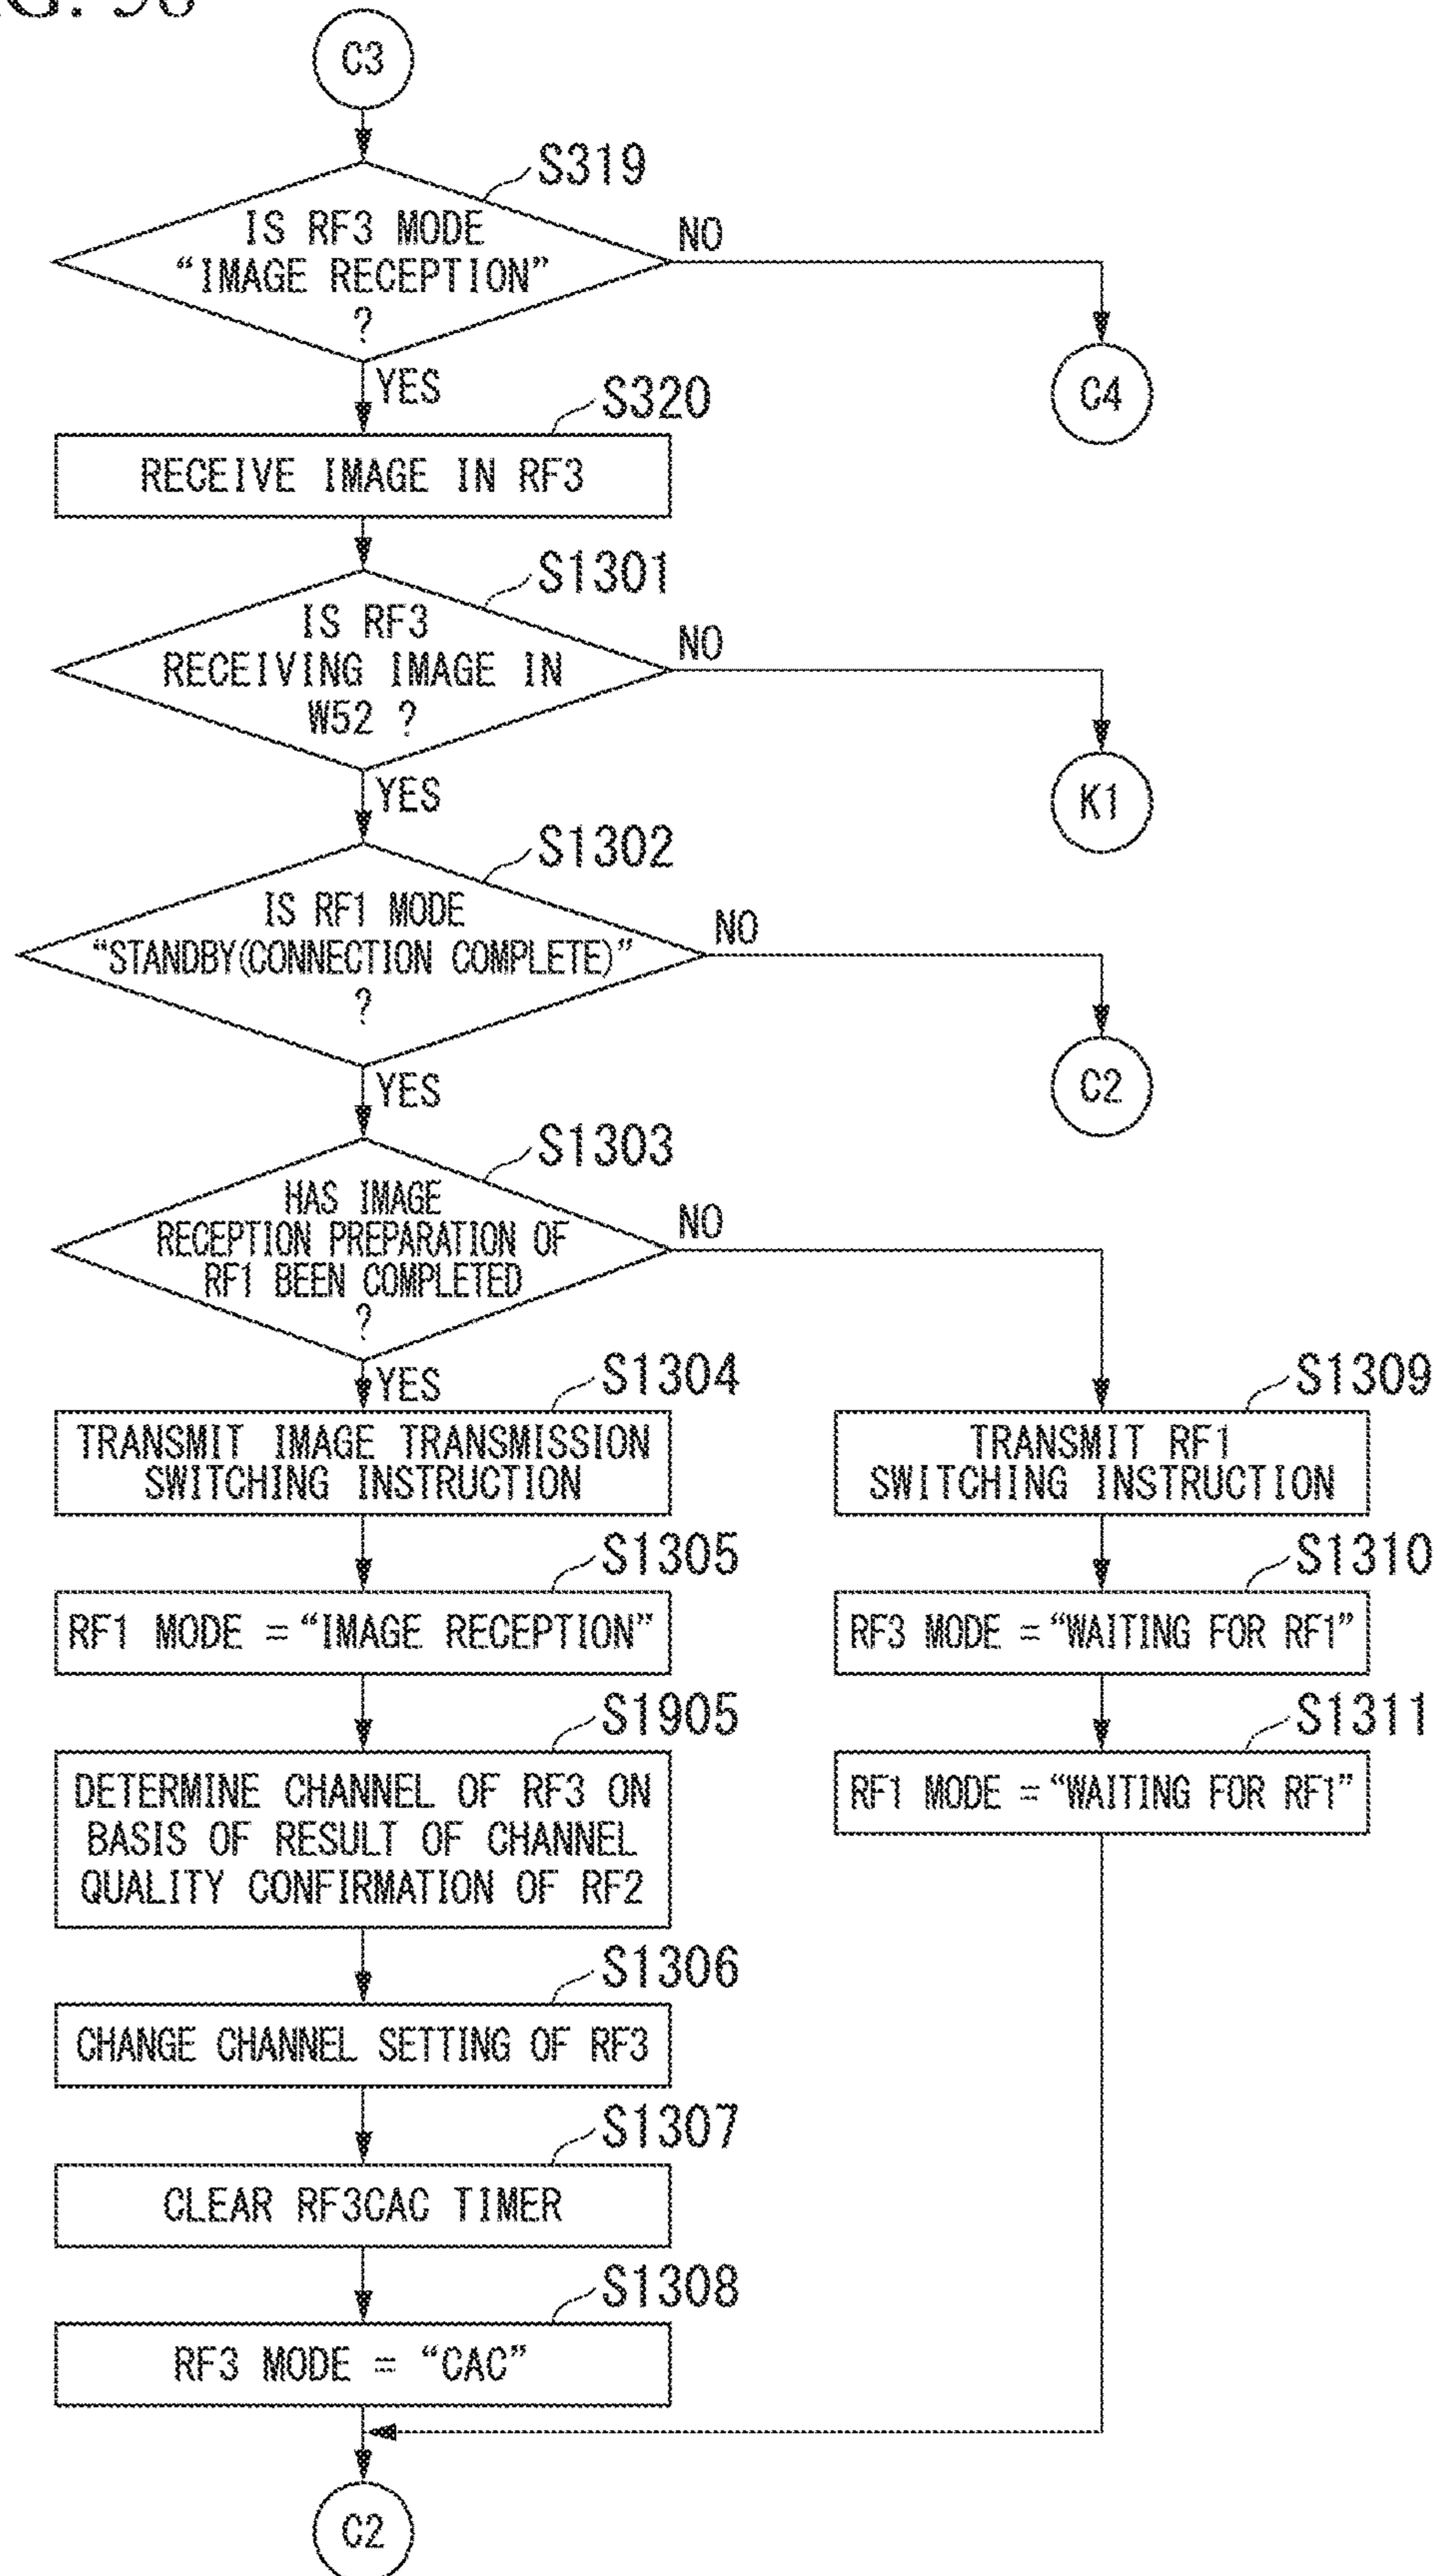 C3
S319
IS RF3 MODE
“IMAGE RECEPTION”
?
NO
C4
YES
S320
RECEIVE IMAGE IN RF3
S1301
IS RF3
RECEIVING IMAGE IN
W52 ?
NO
K1
YES
S1302
IS RF1 MODE
“STANDBY(CONNECTION COMPLETE)”
?
NO
C2
YES
S1303
HAS IMAGE
RECEPTION PREPARATION OF
RF1 BEEN COMPLETED
?
NO
YES
S1304
TRANSMIT IMAGE TRANSMISSION
SWITCHING INSTRUCTION
S1309
TRANSMIT RF1
SWITCHING INSTRUCTION
S1305
RF1 MODE =“IMAGE RECEPTION”
S1310
RF3 MODE =“WAITING FOR RF1”
S1905
DETERMINE CHANNEL OF RF3 ON
BASIS OF RESULT OF CHANNEL
QUALITY CONFIRMATION OF RF2
S1311
RF1 MODE =“WAITING FOR RF1”
S1306
CHANGE CHANNEL SETTING OF RF3
S1307
CLEAR RF3CAC TIMER
S1308
RF3 MODE = “CAC”
C2